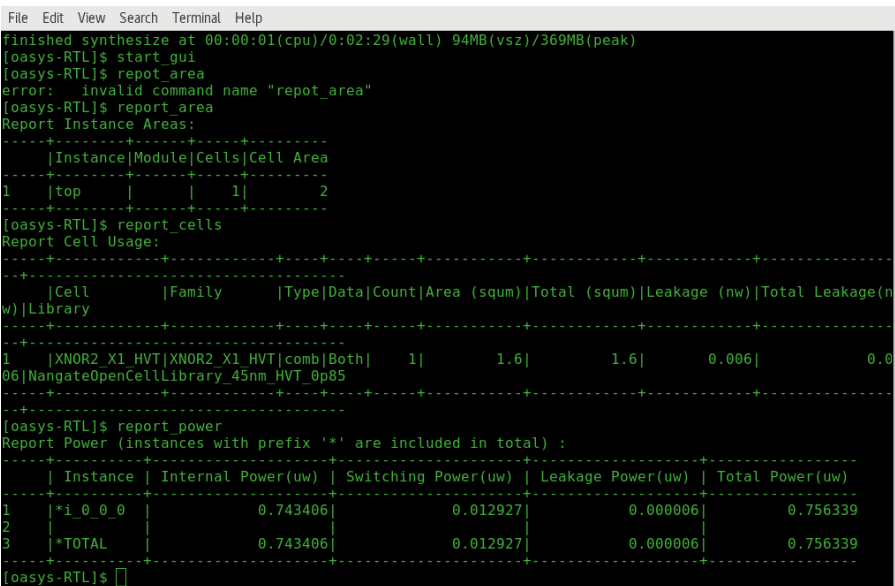 File Edit View Search Terminal Help
finished synthesize at 00:00:01(cpu)/0:02:29(wall) 94MB(vsz)/369MB(peak)
[oasys-RTL]$ start_gui
[oasys-RTL]$ repot_area
error:   invalid command name "repot_area"
[oasys-RTL]$ report_area
Report Instance Areas:
-----+--------+------+-----+---------
     |Instance|Module|Cells|Cell Area
-----+--------+------+-----+---------
1    |top     |      |    1|        2
-----+--------+------+-----+---------
[oasys-RTL]$ report_cells
Report Cell Usage:
-----+-------------+-------------+----+----+-----+-----------+-------------+------------+---------------
--+-------------------------------------
     |Cell         |Family       |Type|Data|Count|Area (squm)|Total (squm)|Leakage (nw)|Total Leakage(n
w)|Library
-----+-------------+-------------+----+----+-----+-----------+-------------+------------+---------------
--+-------------------------------------
1    |XNOR2_X1_HVT|XNOR2_X1_HVT|comb|Both|    1|        1.6|         1.6|       0.006|            0.0
06|NangateOpenCellLibrary_45nm_HVT_0p85
-----+-------------+-------------+----+----+-----+-----------+-------------+------------+---------------
--+-------------------------------------
[oasys-RTL]$ report_power
Report Power (instances with prefix '*' are included in total) :
-----+----------+--------------------+---------------------+-------------------+-----------------
     | Instance | Internal Power(uw) | Switching Power(uw) | Leakage Power(uw) | Total Power(uw)
-----+----------+--------------------+---------------------+-------------------+-----------------
1    |*i_0_0_0  |            0.743406|             0.012927|           0.000006|         0.756339
2    |          |                    |                     |                   |
3    |*TOTAL    |            0.743406|             0.012927|           0.000006|         0.756339
-----+----------+--------------------+---------------------+-------------------+-----------------
[oasys-RTL]$